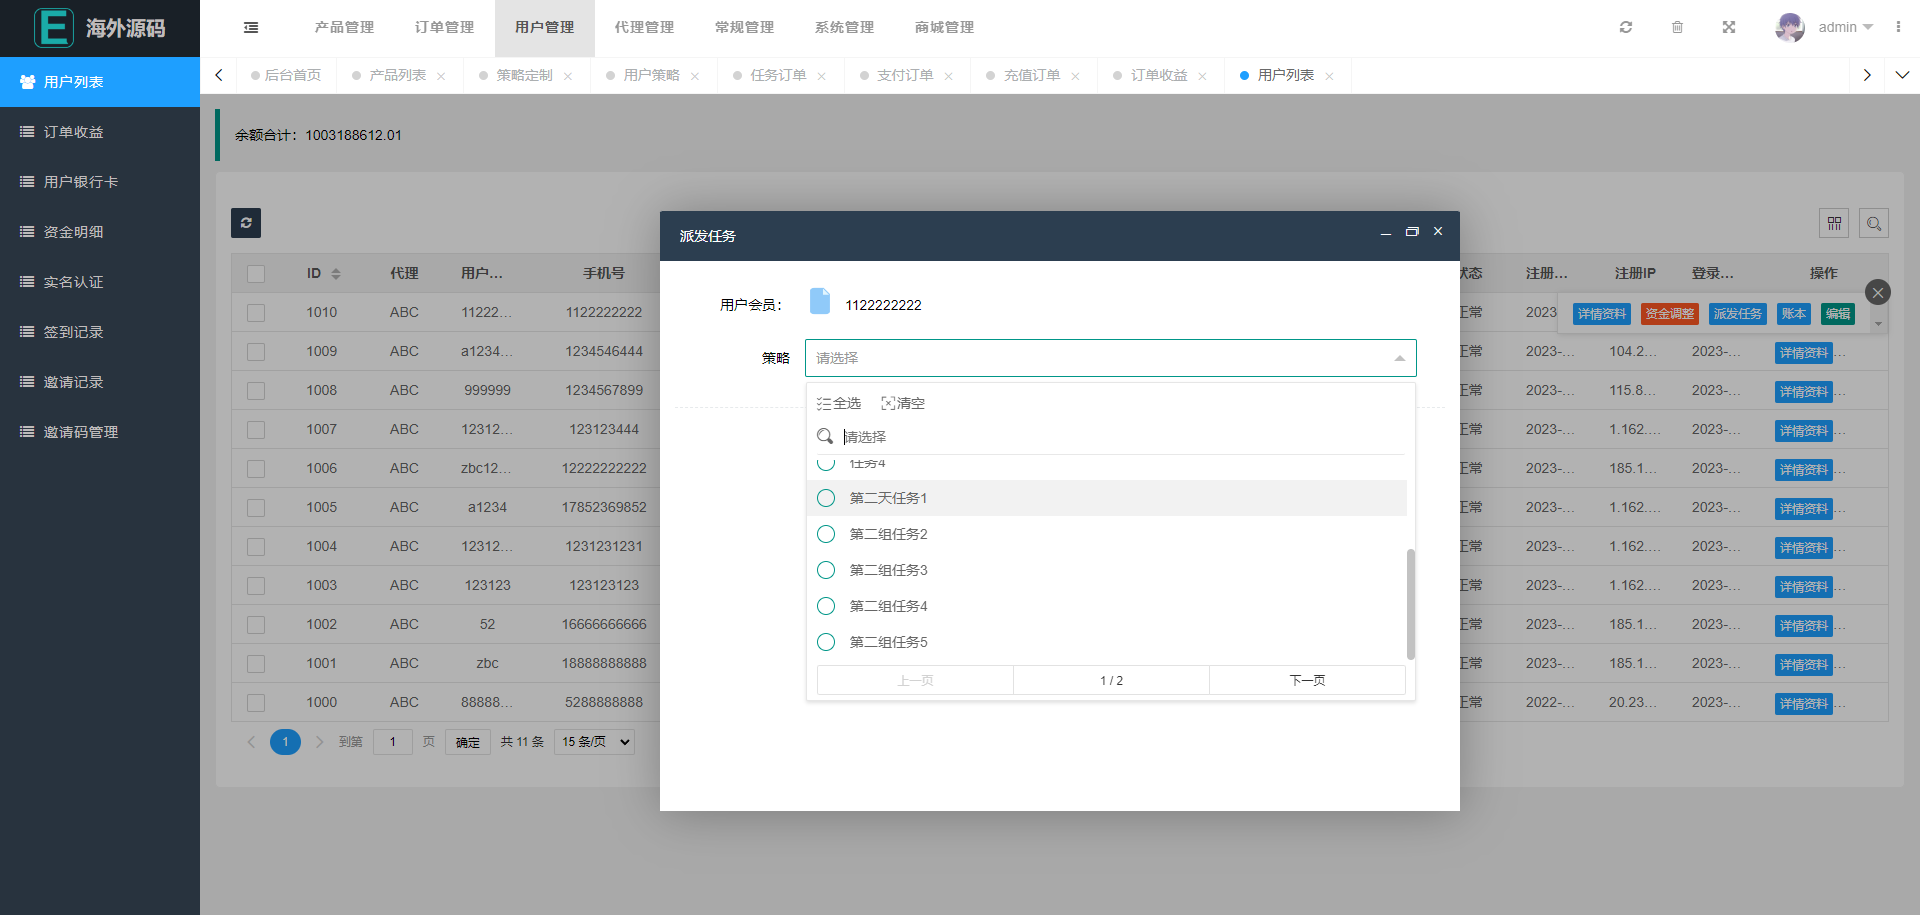 E 海外源码
产品管理 订单管理 用户管理 代理管理 常规管理 系统管理 商城管理
admin
后台首页 产品列表 策略定制 用户策略 任务订单 支付订单 充值订单 订单收益 用户列表
用户列表
订单收益
用户银行卡
资金明细
实名认证
签到记录
邀请记录
邀请码管理
余额合计：1003188612.01
ID 代理 用户... 手机号 状态 注册... 注册IP 登录... 操作
1010 ABC 11222... 1122222222 正常 2023 详情资料 资金调整 派发任务 账本 编辑
1009 ABC a1234... 1234546444 正常 2023-... 104.2... 2023-... 详情资料...
1008 ABC 999999 1234567899 正常 2023-... 115.8... 2023-... 详情资料...
1007 ABC 12312... 123123444 正常 2023-... 1.162.... 2023-... 详情资料...
1006 ABC zbc12... 12222222222 正常 2023-... 185.1... 2023-... 详情资料...
1005 ABC a1234 17852369852 正常 2023-... 1.162.... 2023-... 详情资料...
1004 ABC 12312... 1231231231 正常 2023-... 1.162.... 2023-... 详情资料...
1003 ABC 123123 123123123 正常 2023-... 1.162.... 2023-... 详情资料...
1002 ABC 52 16666666666 正常 2023-... 185.1... 2023-... 详情资料...
1001 ABC zbc 18888888888 正常 2023-... 185.1... 2023-... 详情资料...
1000 ABC 88888... 5288888888 正常 2022-... 20.23... 2023-... 详情资料...
1 到第 1 页 确定 共 11 条 15 条/页
派发任务
用户会员： 1122222222
策略 请选择
全选 清空
请选择
任务4
第二天任务1
第二组任务2
第二组任务3
第二组任务4
第二组任务5
上一页 1 / 2 下一页